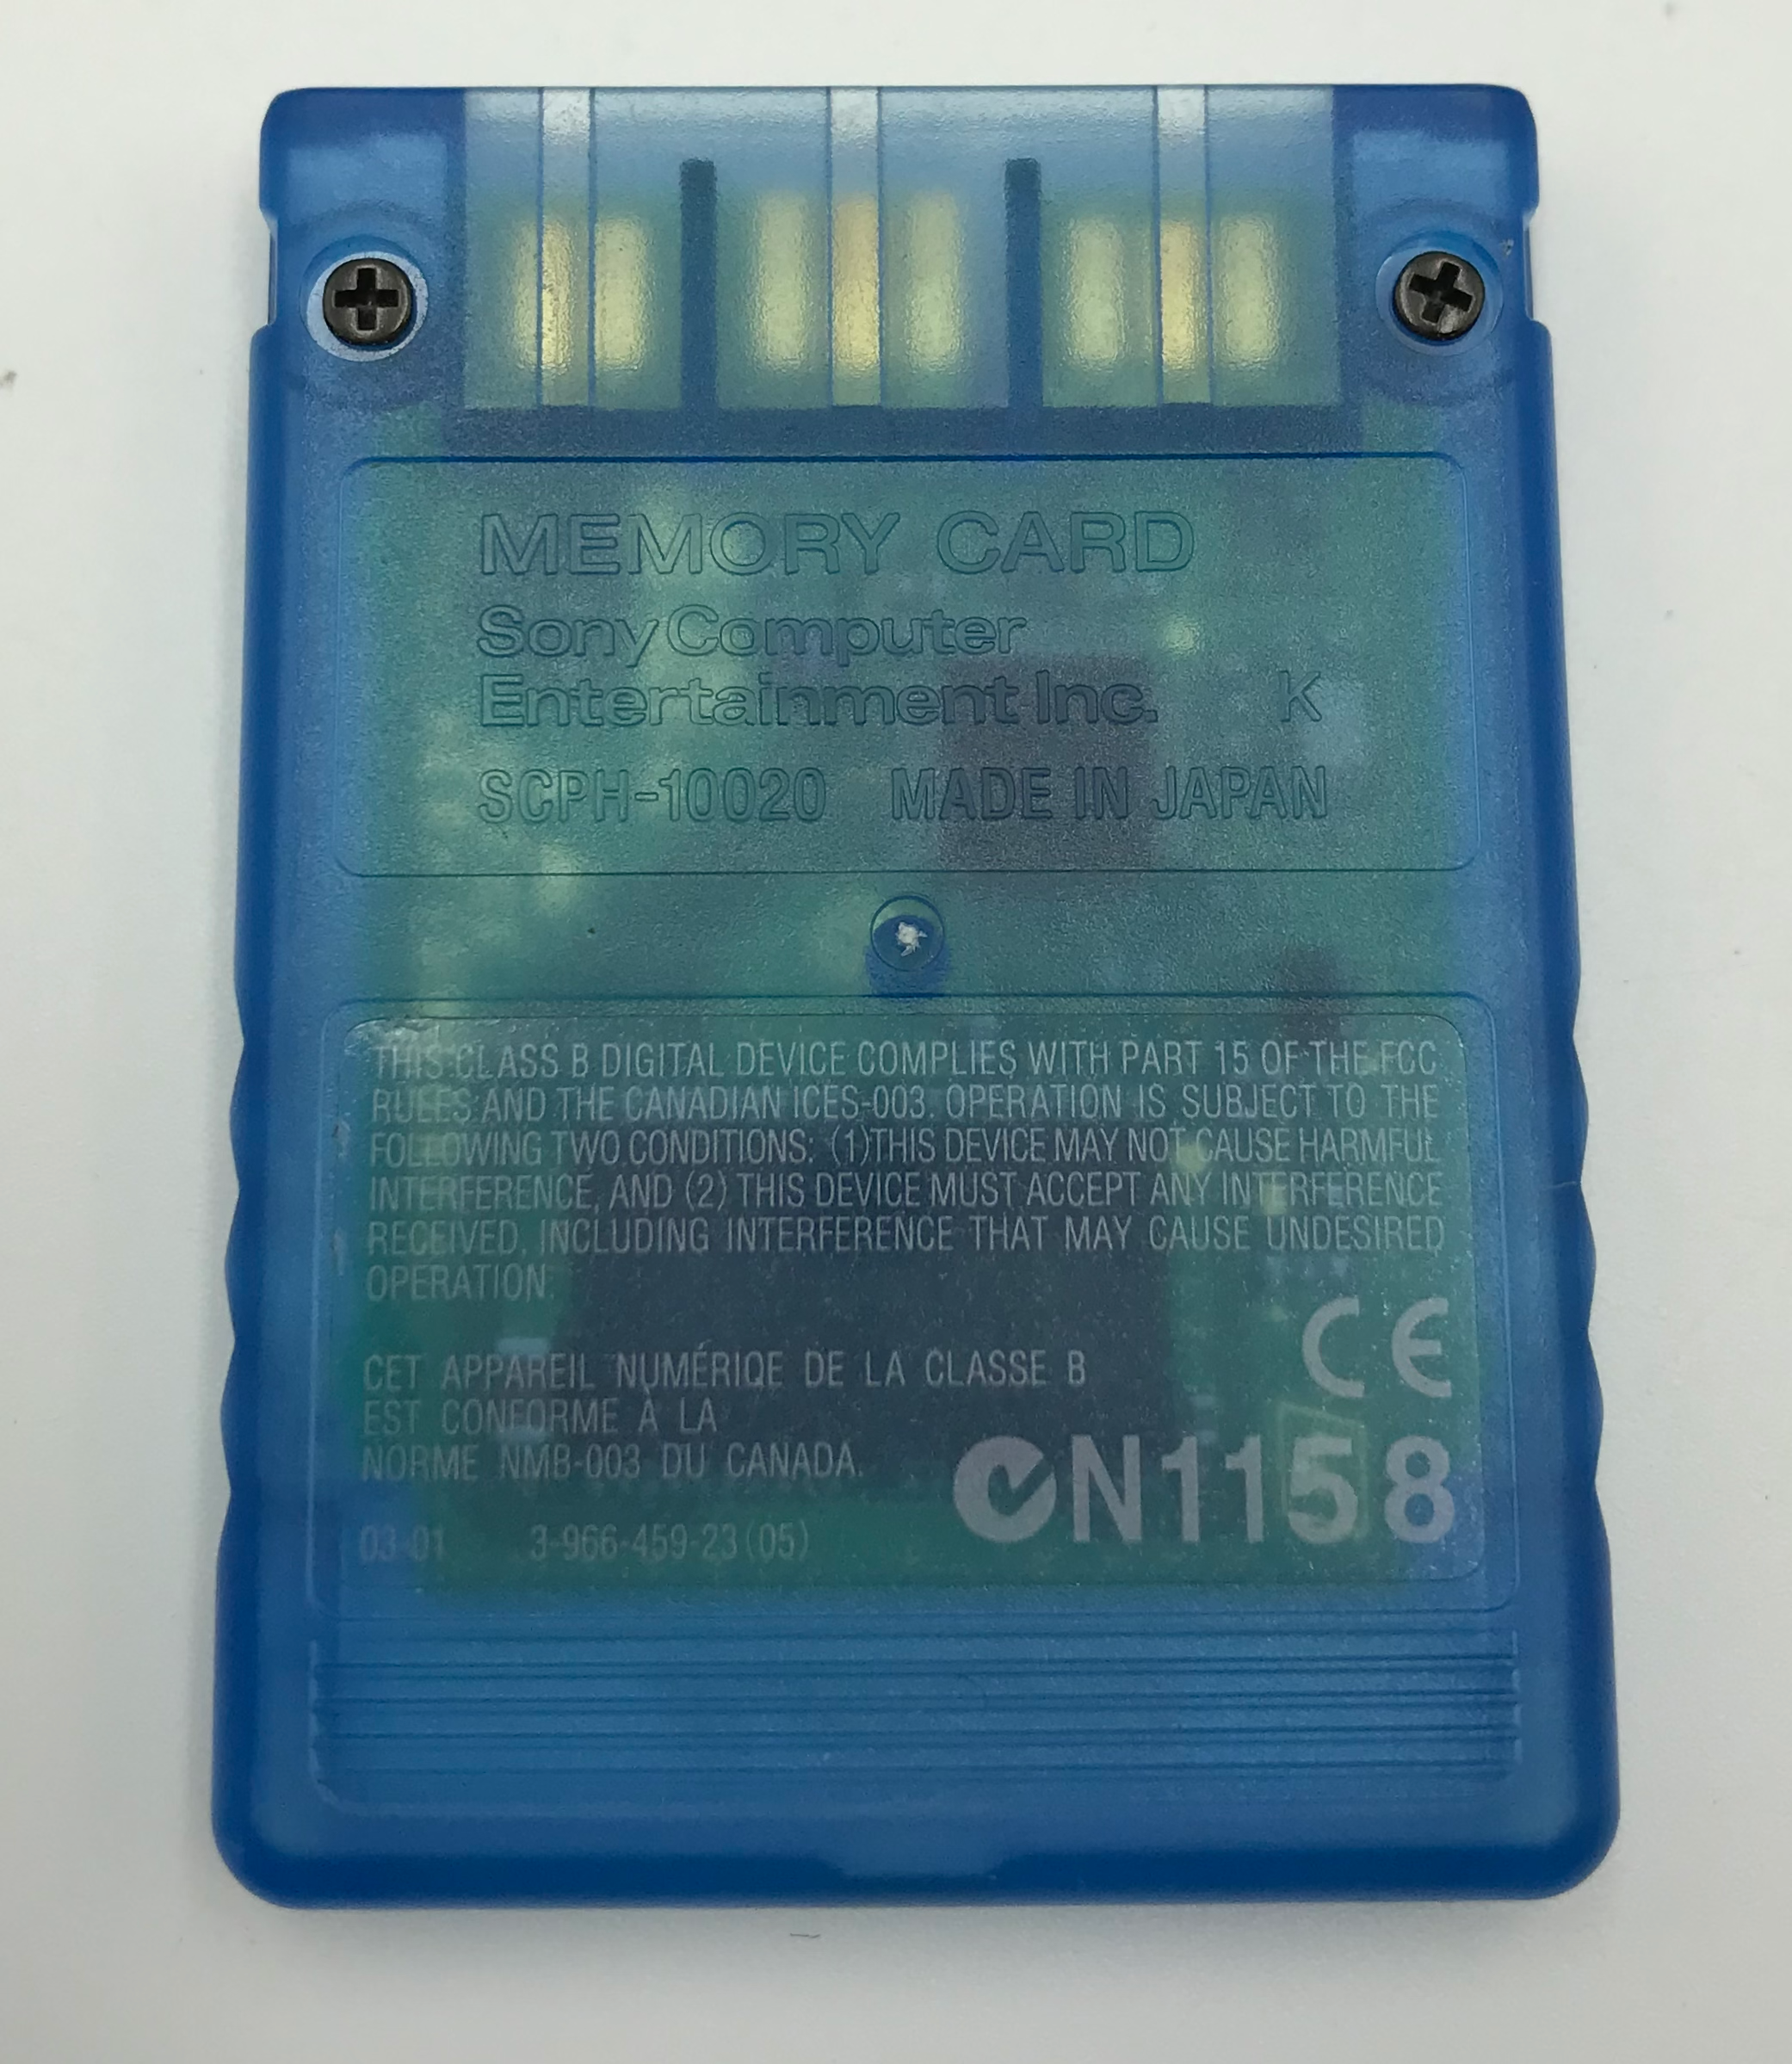 MEMORY CARD
Sony Computer
Entertainment Inc. K
SCPH-10020 MADE IN JAPAN
THIS CLASS B DIGITAL DEVICE COMPLIES WITH PART 15 OF THE FCC
RULES AND THE CANADIAN ICES-003. OPERATION IS SUBJECT TO THE
FOLLOWING TWO CONDITIONS: (1)THIS DEVICE MAY NOT CAUSE HARMFUL
INTERFERENCE, AND (2) THIS DEVICE MUST ACCEPT ANY INTERFERENCE
RECEIVED, INCLUDING INTERFERENCE THAT MAY CAUSE UNDESIRED
OPERATION.
CE
CET APPAREIL NUMÉRIQE DE LA CLASSE B
EST CONFORME À LA
NORME NMB-003 DU CANADA.
N1158
03-01 3-966-459-23(05)